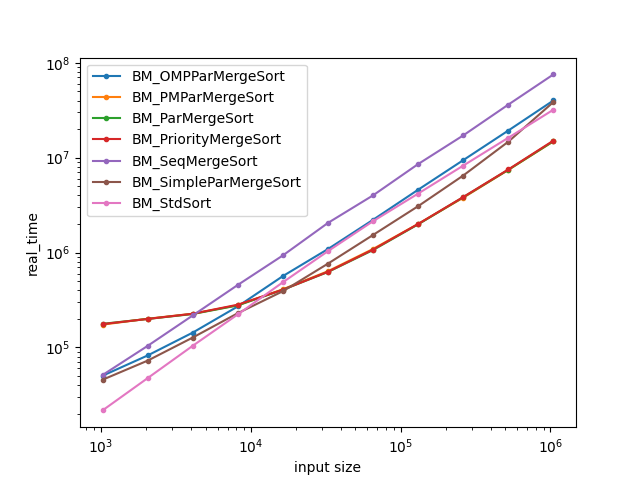 10^8
10^7
10^6
10^5
real_time
BM_OMPParMergeSort
BM_PMParMergeSort
BM_ParMergeSort
BM_PriorityMergeSort
BM_SeqMergeSort
BM_SimpleParMergeSort
BM_StdSort
10^3
10^4
10^5
10^6
input size